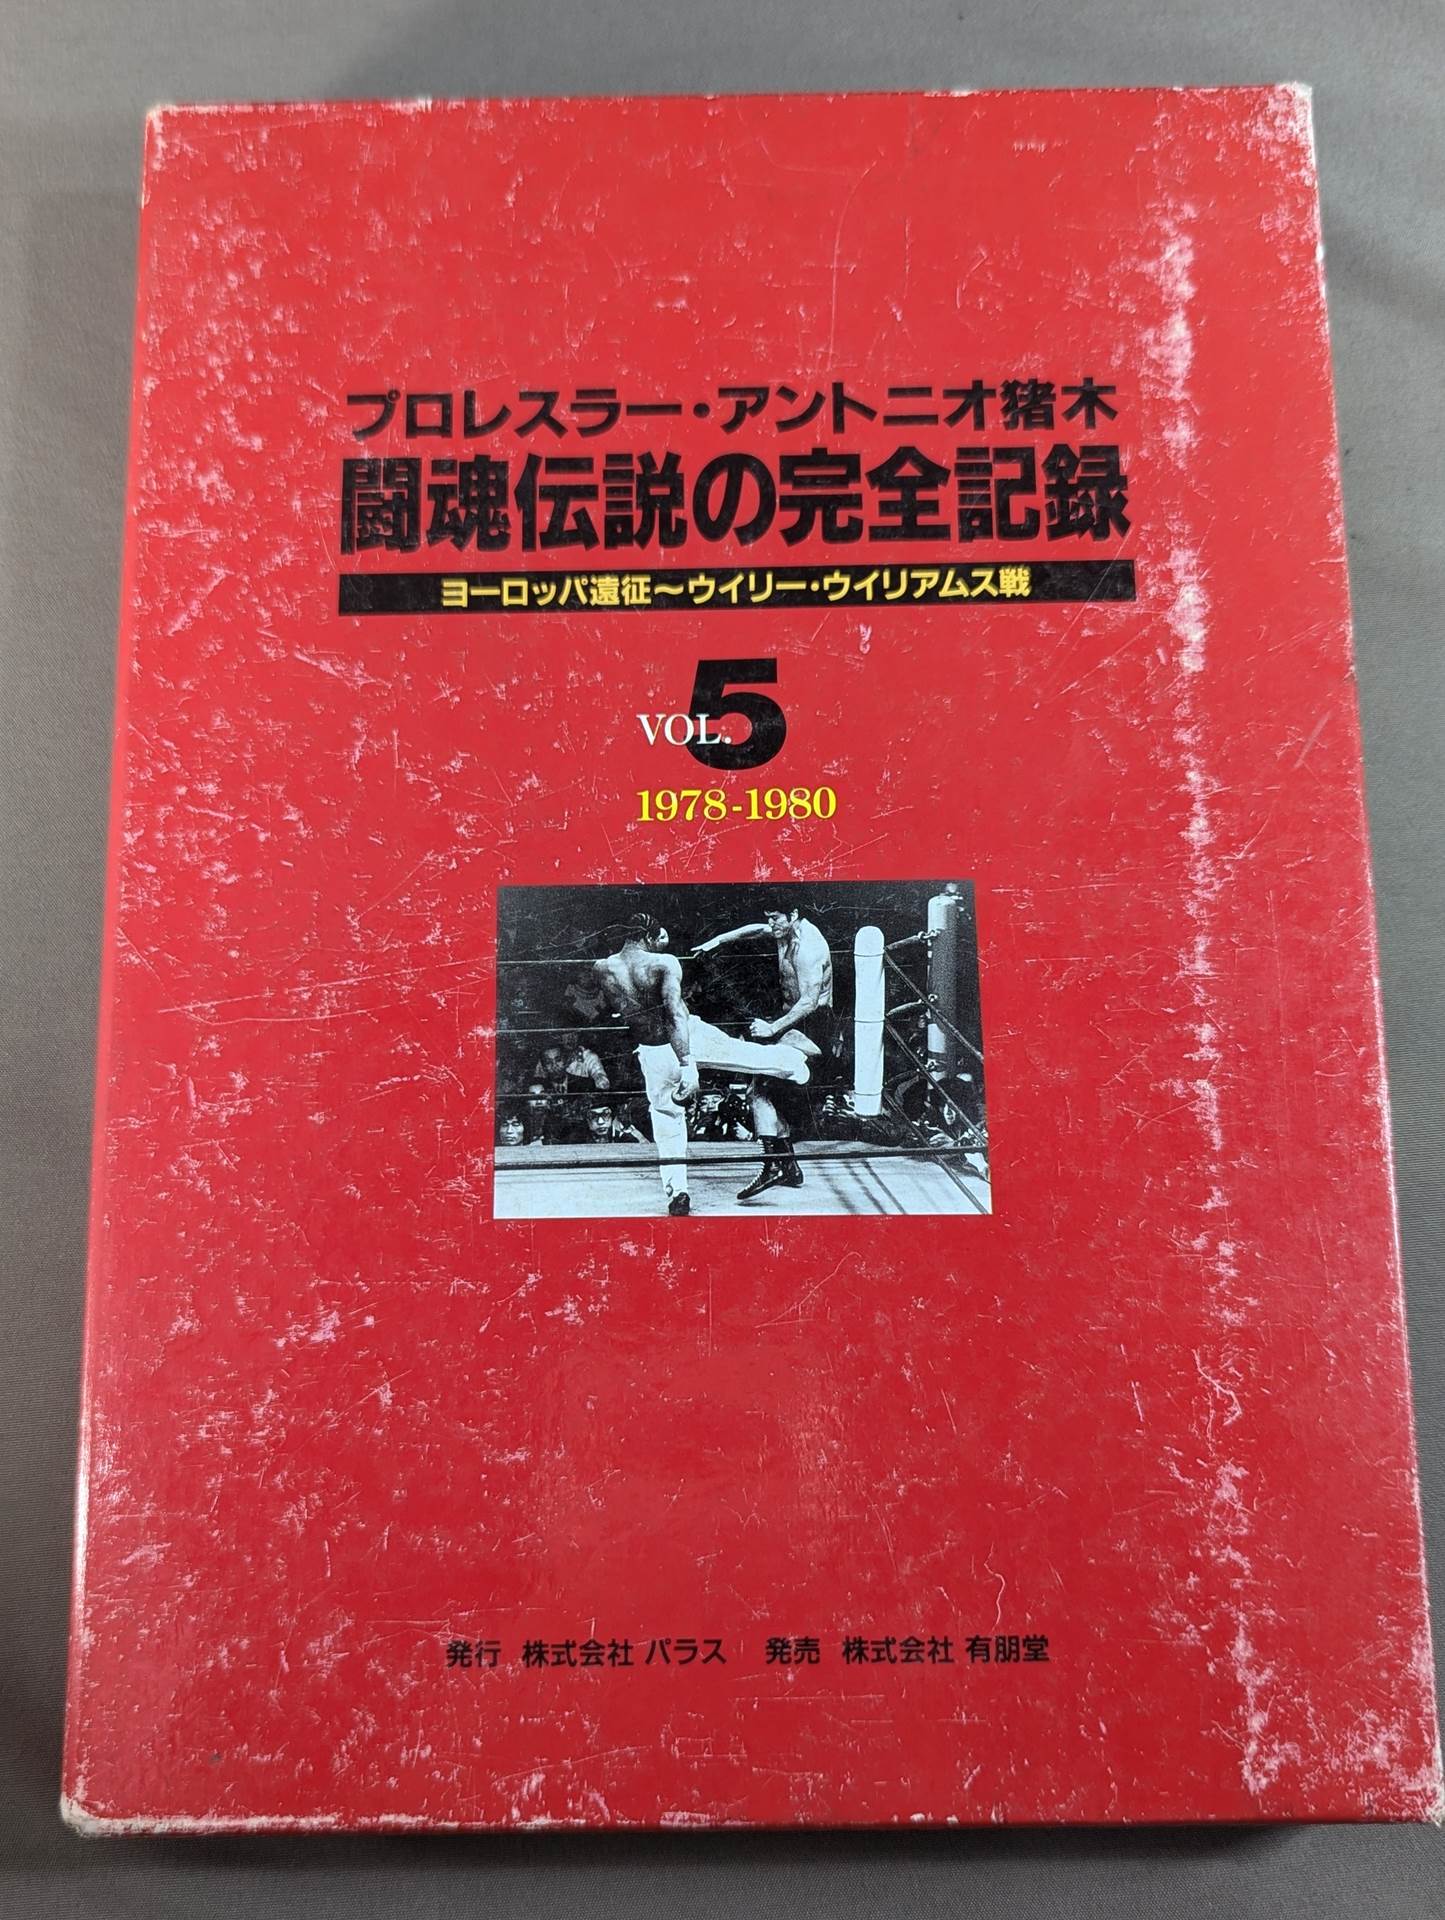 プロレスラー・アントニオ猪木
闘魂伝説の完全記録
ヨーロッパ遠征～ウイリー・ウイリアムス戦
VOL.5
1978-1980
発行 株式会社 パラス 発売 株式会社 有朋堂